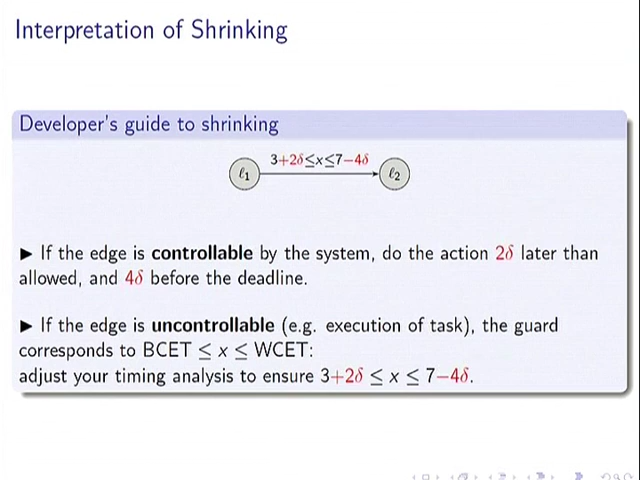 Interpretation of Shrinking
Developer's guide to shrinking
3+2δ≤x≤7−4δ
ℓ1
ℓ2
▶ If the edge is controllable by the system, do the action 2δ later than
allowed, and 4δ before the deadline.
▶ If the edge is uncontrollable (e.g. execution of task), the guard
corresponds to BCET ≤ x ≤ WCET:
adjust your timing analysis to ensure 3+2δ ≤ x ≤ 7−4δ.